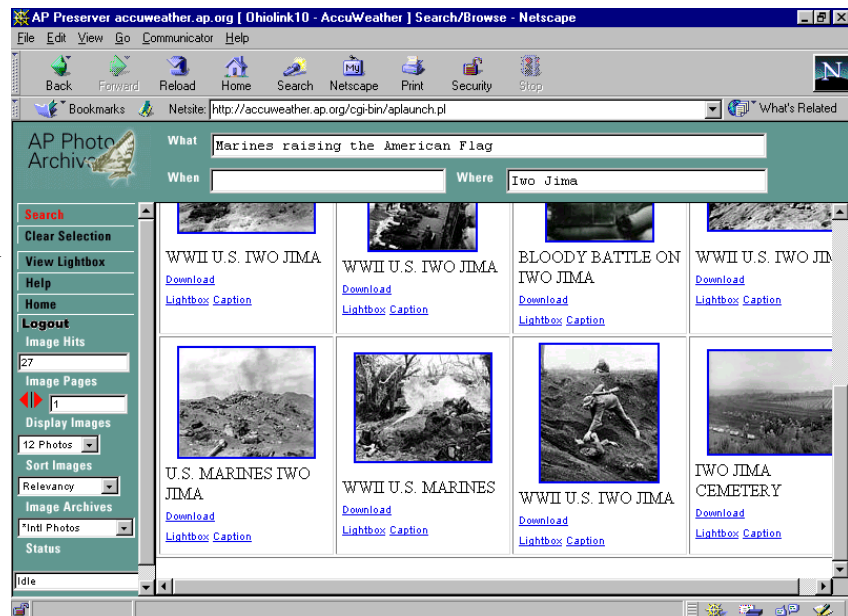 AP Preserver accuweather.ap.org [ Ohiolink10 - AccuWeather ] Search/Browse - Netscape
File Edit View Go Communicator Help
Back Forward Reload Home Search Netscape Print Security Stop
My
N
Bookmarks Netsite: http://accuweather.ap.org/cgi-bin/aplaunch.pl What's Related
AP Photo
Archive
What Marines raising the American Flag
When Where Iwo Jima
Search
Clear Selection
View Lightbox
Help
Home
Logout
Image Hits
27
Image Pages
1
Display Images
12 Photos
Sort Images
Relevancy
Image Archives
*Intl Photos
Status
Idle
WWII U.S. IWO JIMA
Download
Lightbox Caption
WWII U.S. IWO JIMA
Download
Lightbox Caption
BLOODY BATTLE ON
IWO JIMA
Download
Lightbox Caption
WWII U.S. IWO JIM
Download
Lightbox Caption
U.S. MARINES IWO
JIMA
Download
Lightbox Caption
WWII U.S. MARINES
Download
Lightbox Caption
WWII U.S. IWO JIMA
Download
Lightbox Caption
IWO JIMA
CEMETERY
Download
Lightbox Caption